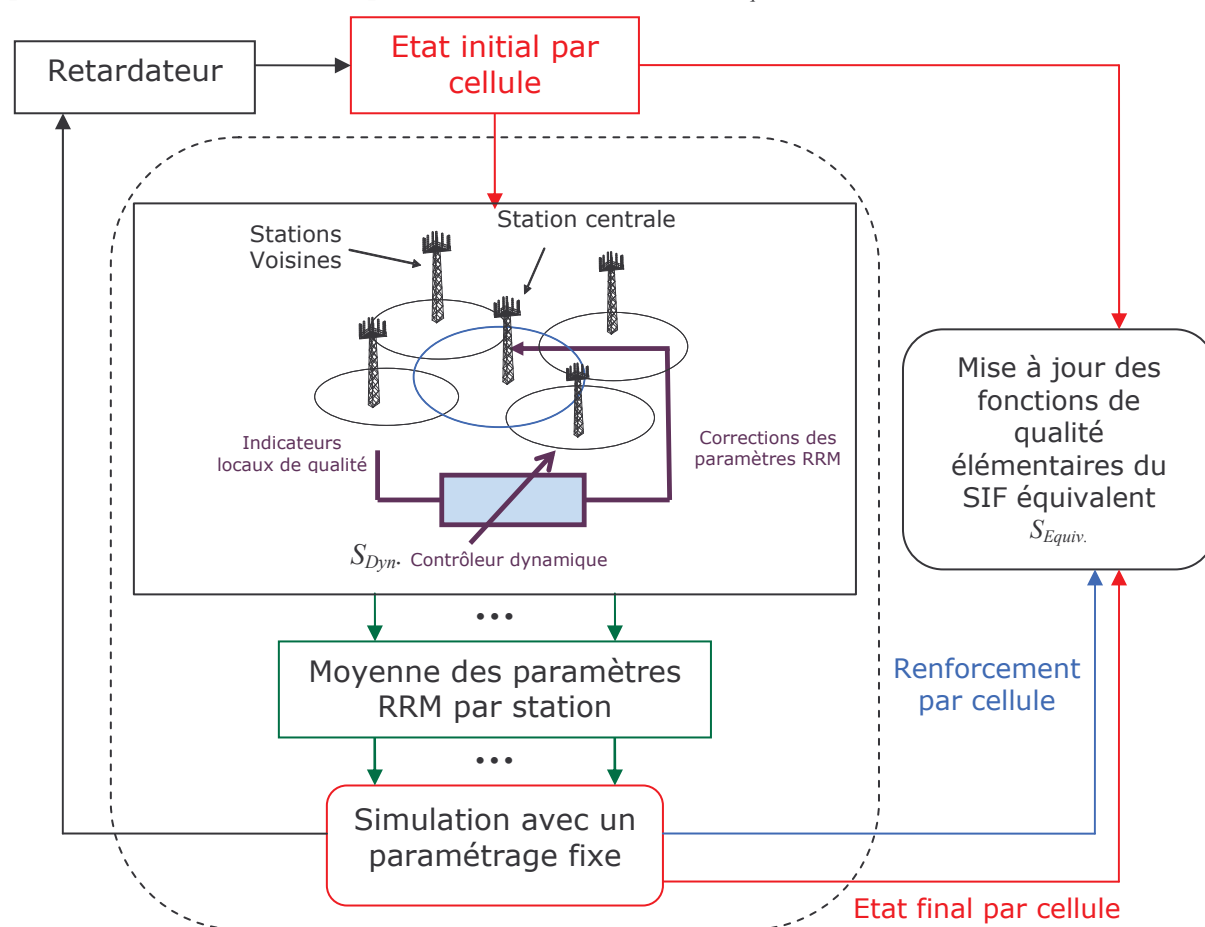 Retardateur
Etat initial par
cellule
Station centrale
Stations
Voisines
Indicateurs
locaux de qualité
Corrections des
paramètres RRM
S_Dyn. Contrôleur dynamique
Mise à jour des
fonctions de
qualité
élémentaires du
SIF équivalent
S_Equiv.
...
Moyenne des paramètres
RRM par station
...
Renforcement
par cellule
Simulation avec un
paramétrage fixe
Etat final par cellule